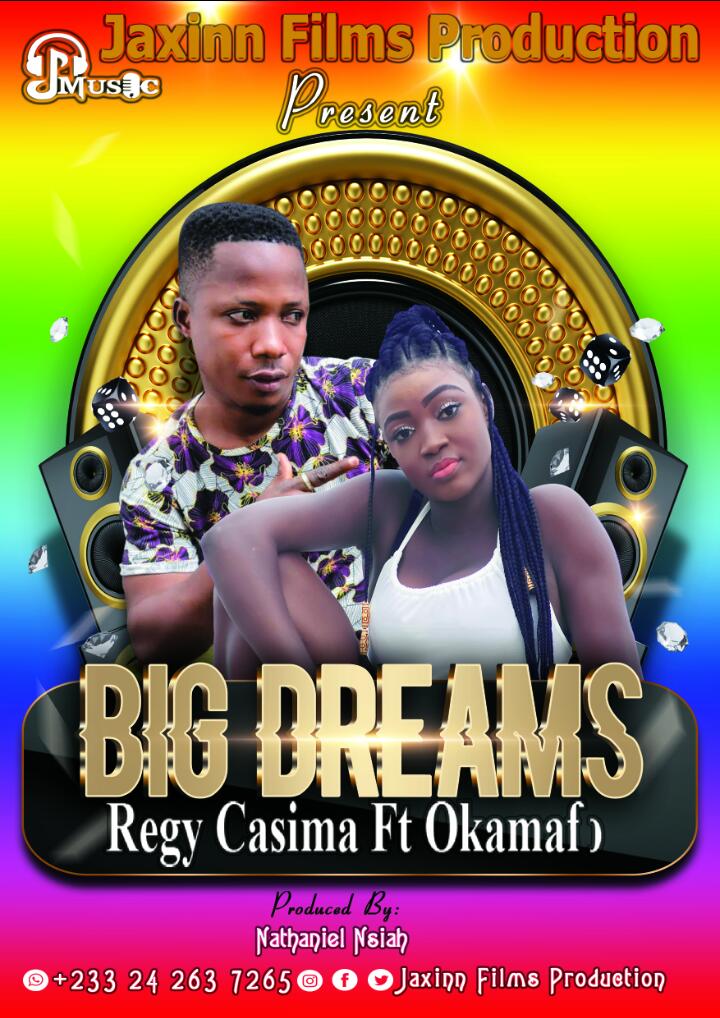 Jaxinn Films Production
Music
Present
BIG DREAMS
Regy Casima Ft Okamafɔ
Produced By:
Nathaniel Nsiah
+233 24 263 7265 Jaxinn Films Production